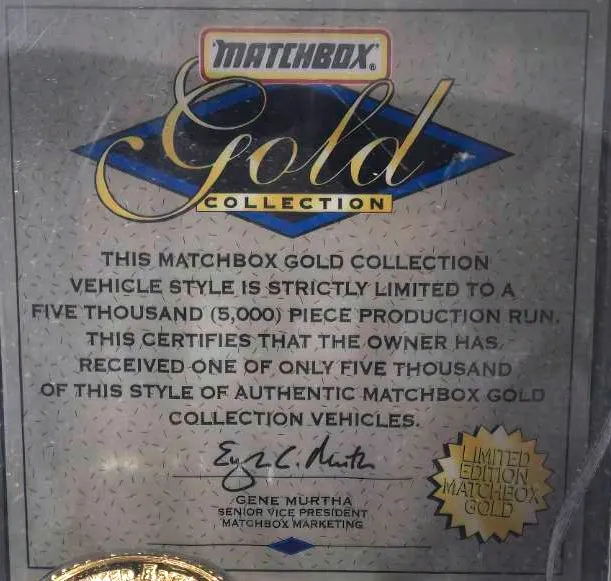 MATCHBOX®
Gold
COLLECTION
THIS MATCHBOX GOLD COLLECTION
VEHICLE STYLE IS STRICTLY LIMITED TO A
FIVE THOUSAND (5,000) PIECE PRODUCTION RUN.
THIS CERTIFIES THAT THE OWNER HAS
RECEIVED ONE OF ONLY FIVE THOUSAND
OF THIS STYLE OF AUTHENTIC MATCHBOX GOLD
COLLECTION VEHICLES.
GENE MURTHA
SENIOR VICE PRESIDENT
MATCHBOX MARKETING
LIMITED
EDITION
MATCHBOX
GOLD